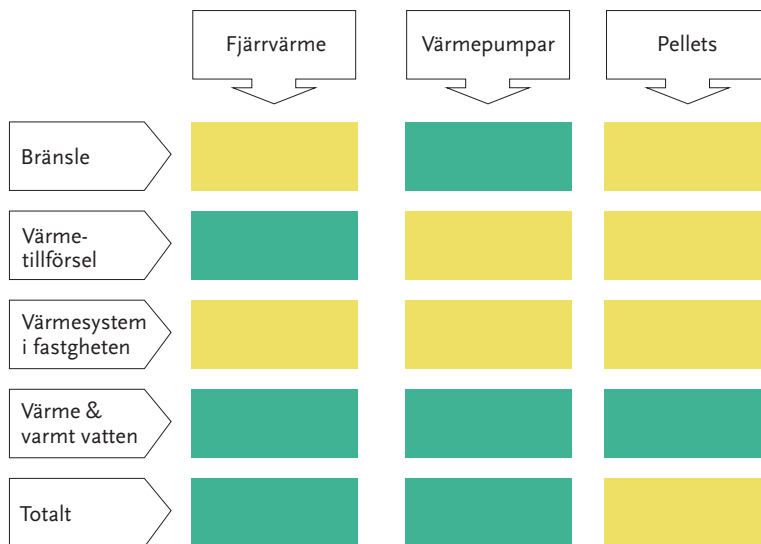 Fjärrvärme
Värmepumpar
Pellets
Bränsle
Värme-
tillförsel
Värmesystem
i fastgheten
Värme &
varmt vatten
Totalt